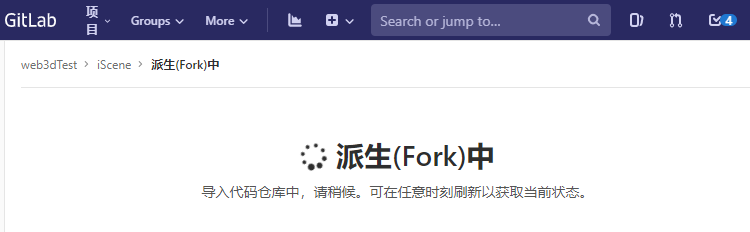 GitLab 项目 Groups More Search or jump to... 4
web3dTest > iScene > 派生(Fork)中
派生(Fork)中
导入代码仓库中，请稍候。可在任意时刻刷新以获取当前状态。